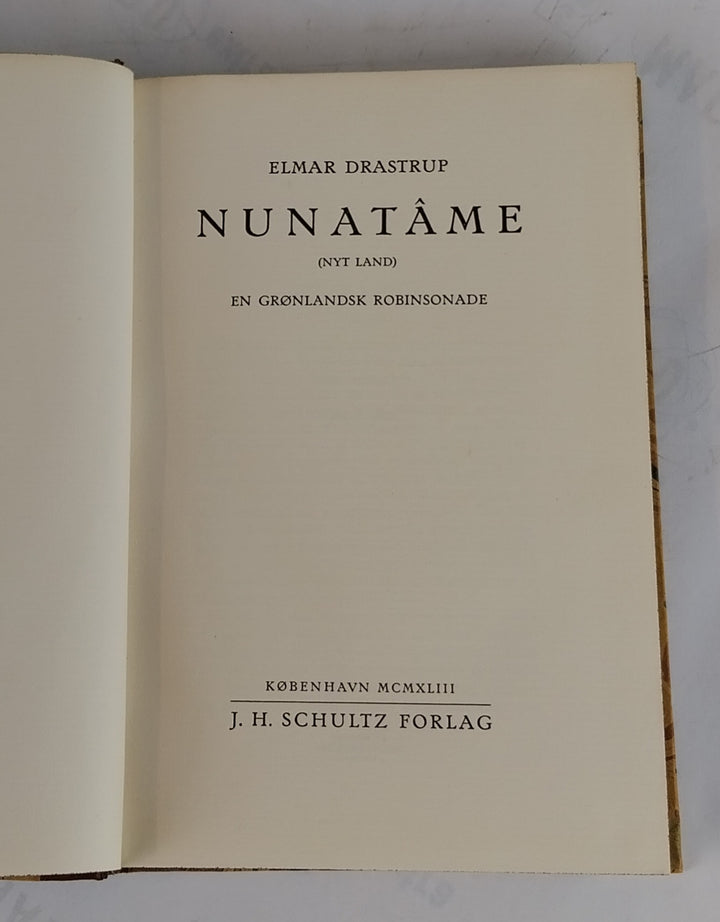 ELMAR DRASTRUP
NUNATÂME
(NYT LAND)
EN GRØNLANDSK ROBINSONADE
KØBENHAVN MCMXLIII
J. H. SCHULTZ FORLAG